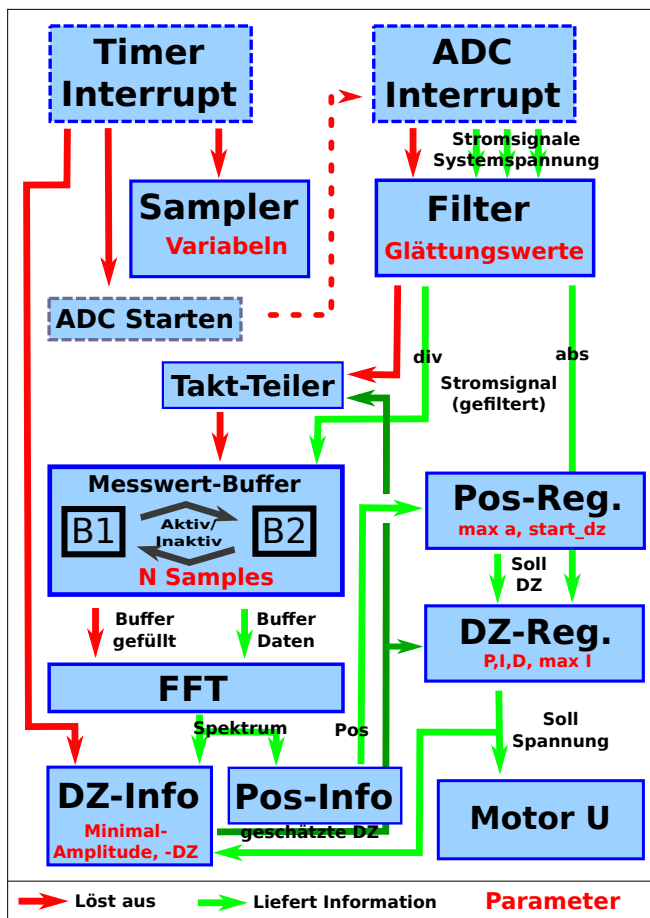 Timer
Interrupt
ADC
Interrupt
Stromsignale
Systemspannung
Sampler
Variabeln
Filter
Glättungswerte
ADC Starten
div
abs
Takt-Teiler
Stromsignal
(gefiltert)
Messwert-Buffer
B1
Aktiv/
Inaktiv
B2
N Samples
Pos-Reg.
max a, start_dz
Soll
DZ
Buffer
gefüllt
Buffer
Daten
DZ-Reg.
P,I,D, max I
FFT
Spektrum
Pos
Soll
Spannung
DZ-Info
Minimal-
Amplitude, -DZ
Pos-Info
geschätzte DZ
Motor U
Löst aus
Liefert Information
Parameter